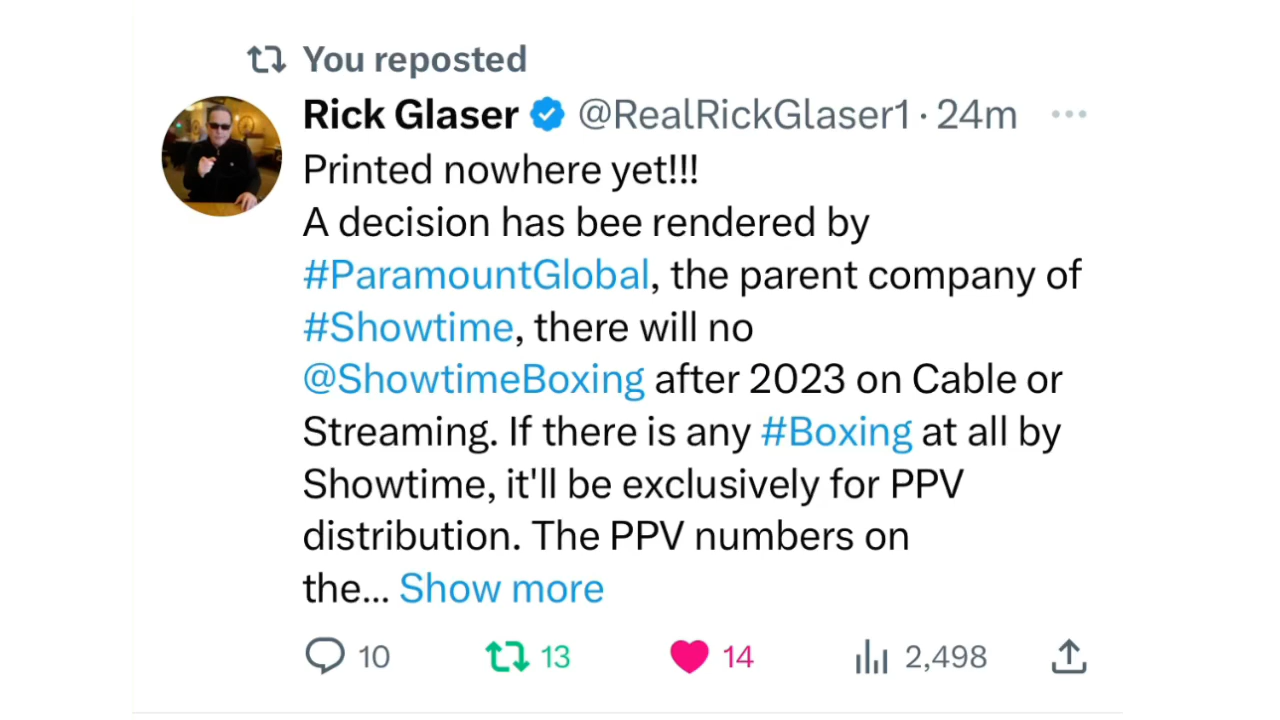 You reposted
Rick Glaser @RealRickGlaser1 · 24m ...
Printed nowhere yet!!!
A decision has bee rendered by
#ParamountGlobal, the parent company of
#Showtime, there will no
@ShowtimeBoxing after 2023 on Cable or
Streaming. If there is any #Boxing at all by
Showtime, it'll be exclusively for PPV
distribution. The PPV numbers on
the... Show more
10 13 14 2,498